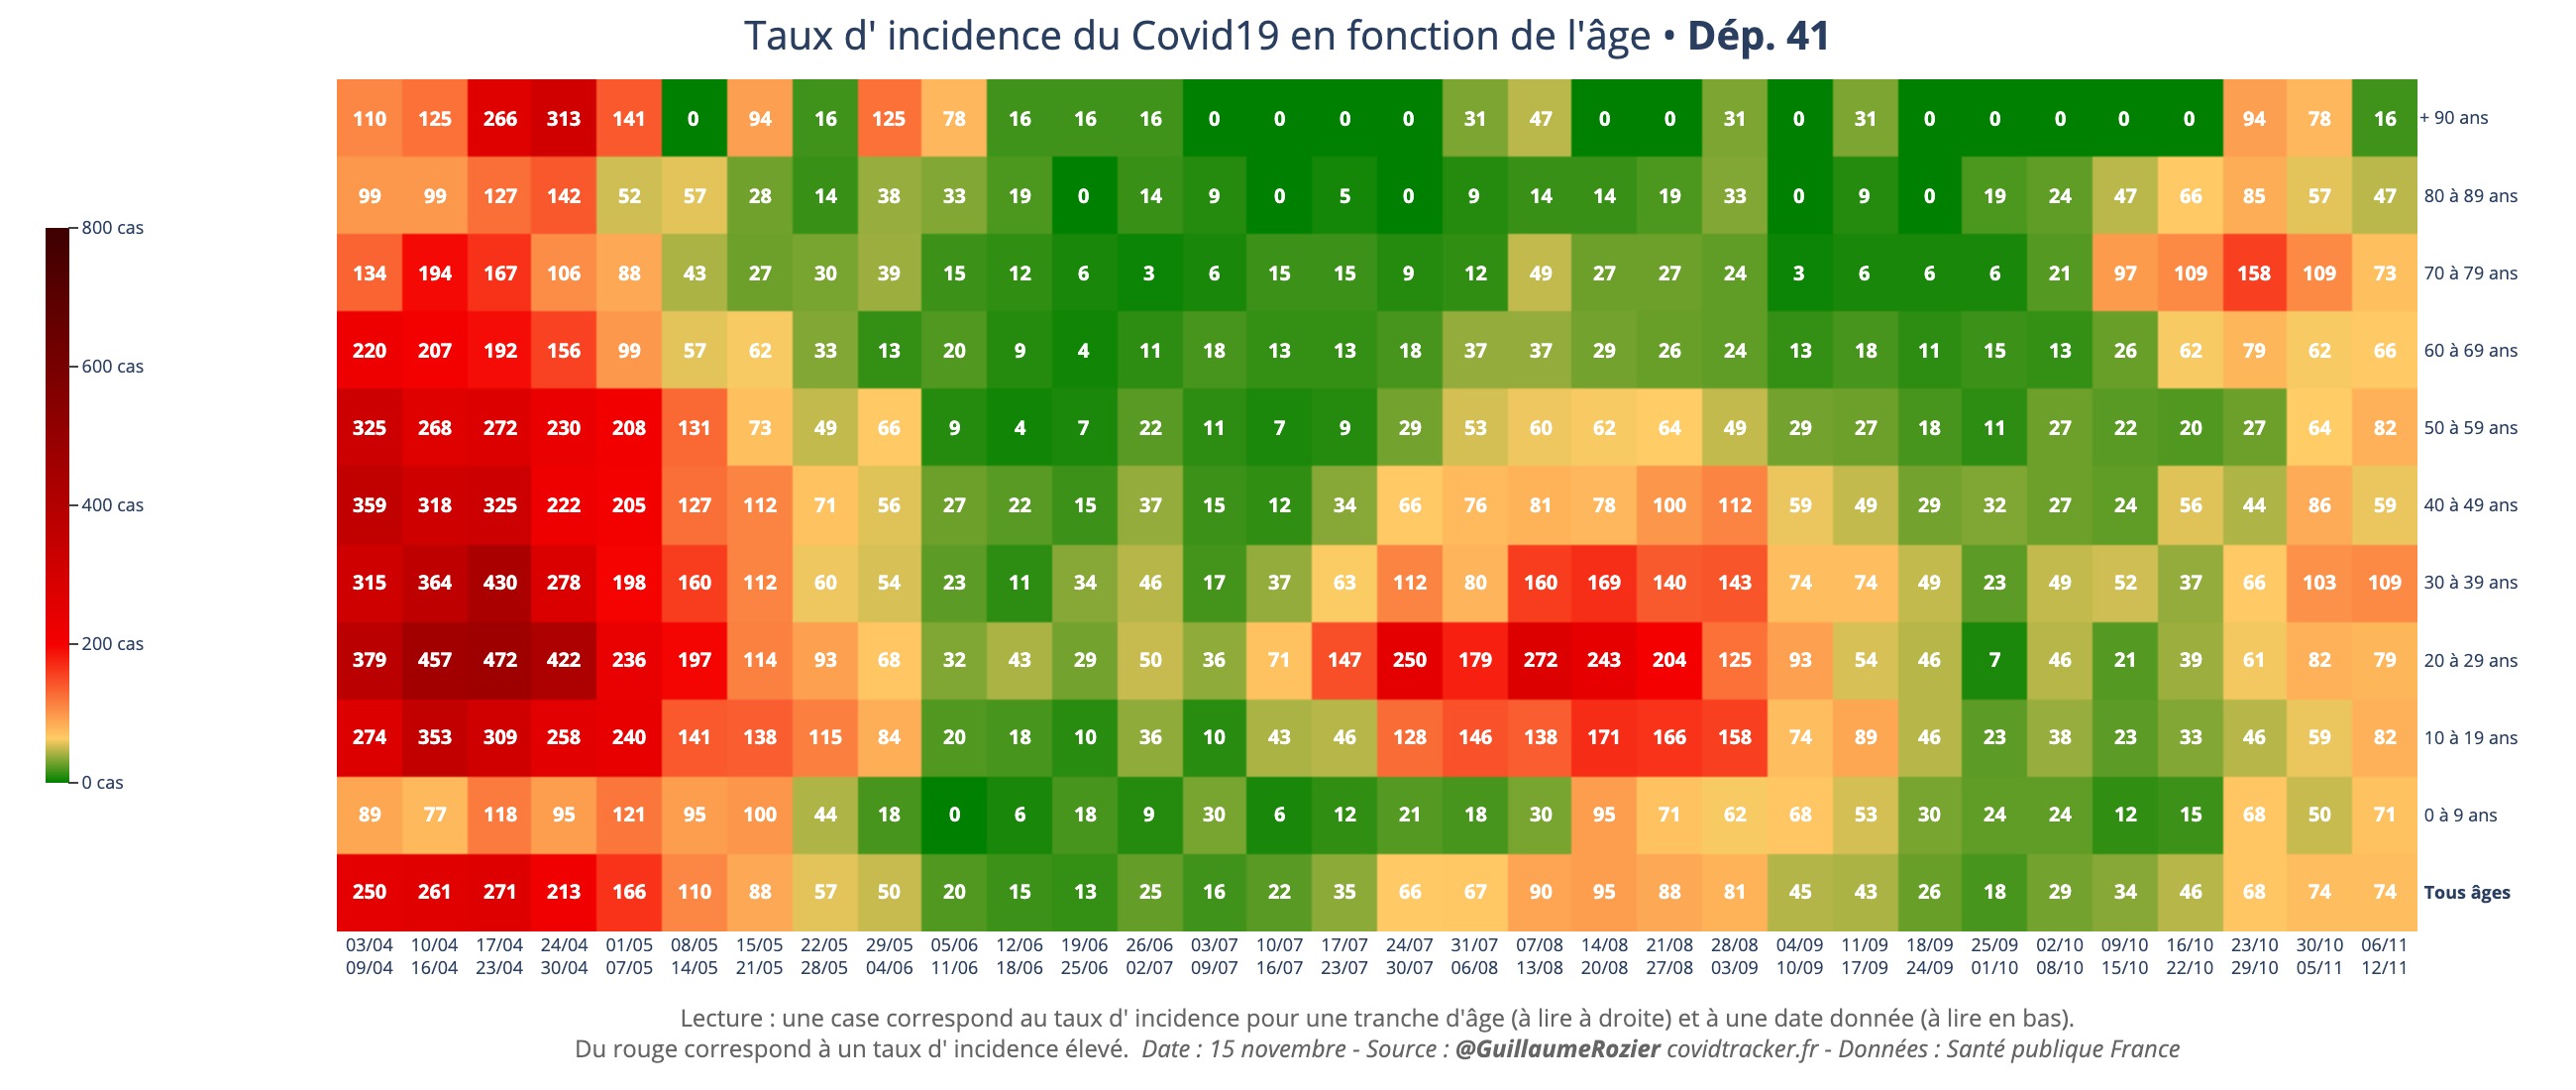 Taux d' incidence du Covid19 en fonction de l'âge • Dép. 41
110 125 266 313 141 0 94 16 125 78 16 16 16 0 0 0 0 31 47 0 0 31 0 31 0 0 0 0 0 94 78 16 + 90 ans
99 99 127 142 52 57 28 14 38 33 19 0 14 9 0 5 0 9 14 14 19 33 0 9 0 19 24 47 66 85 57 47 80 à 89 ans
800 cas
134 194 167 106 88 43 27 30 39 15 12 6 3 6 15 15 9 12 49 27 27 24 3 6 6 6 21 97 109 158 109 73 70 à 79 ans
220 207 192 156 99 57 62 33 13 20 9 4 11 18 13 13 18 37 37 29 26 24 13 18 11 15 13 26 62 79 62 66 60 à 69 ans
600 cas
325 268 272 230 208 131 73 49 66 9 4 7 22 11 7 9 29 53 60 62 64 49 29 27 18 11 27 22 20 27 64 82 50 à 59 ans
400 cas
359 318 325 222 205 127 112 71 56 27 22 15 37 15 12 34 66 76 81 78 100 112 59 49 29 32 27 24 56 44 86 59 40 à 49 ans
315 364 430 278 198 160 112 60 54 23 11 34 46 17 37 63 112 80 160 169 140 143 74 74 49 23 49 52 37 66 103 109 30 à 39 ans
200 cas
379 457 472 422 236 197 114 93 68 32 43 29 50 36 71 147 250 179 272 243 204 125 93 54 46 7 46 21 39 61 82 79 20 à 29 ans
274 353 309 258 240 141 138 115 84 20 18 10 36 10 43 46 128 146 138 171 166 158 74 89 46 23 38 23 33 46 59 82 10 à 19 ans
0 cas
89 77 118 95 121 95 100 44 18 0 6 18 9 30 6 12 21 18 30 95 71 62 68 53 30 24 24 12 15 68 50 71 0 à 9 ans
250 261 271 213 166 110 88 57 50 20 15 13 25 16 22 35 66 67 90 95 88 81 45 43 26 18 29 34 46 68 74 74 Tous âges
03/04 10/04 17/04 24/04 01/05 08/05 15/05 22/05 29/05 05/06 12/06 19/06 26/06 03/07 10/07 17/07 24/07 31/07 07/08 14/08 21/08 28/08 04/09 11/09 18/09 25/09 02/10 09/10 16/10 23/10 30/10 06/11
09/04 16/04 23/04 30/04 07/05 14/05 21/05 28/05 04/06 11/06 18/06 25/06 02/07 09/07 16/07 23/07 30/07 06/08 13/08 20/08 27/08 03/09 10/09 17/09 24/09 01/10 08/10 15/10 22/10 29/10 05/11 12/11
Lecture : une case correspond au taux d' incidence pour une tranche d'âge (à lire à droite) et à une date donnée (à lire en bas).
Du rouge correspond à un taux d' incidence élevé. Date : 15 novembre - Source : @GuillaumeRozier covidtracker.fr - Données : Santé publique France